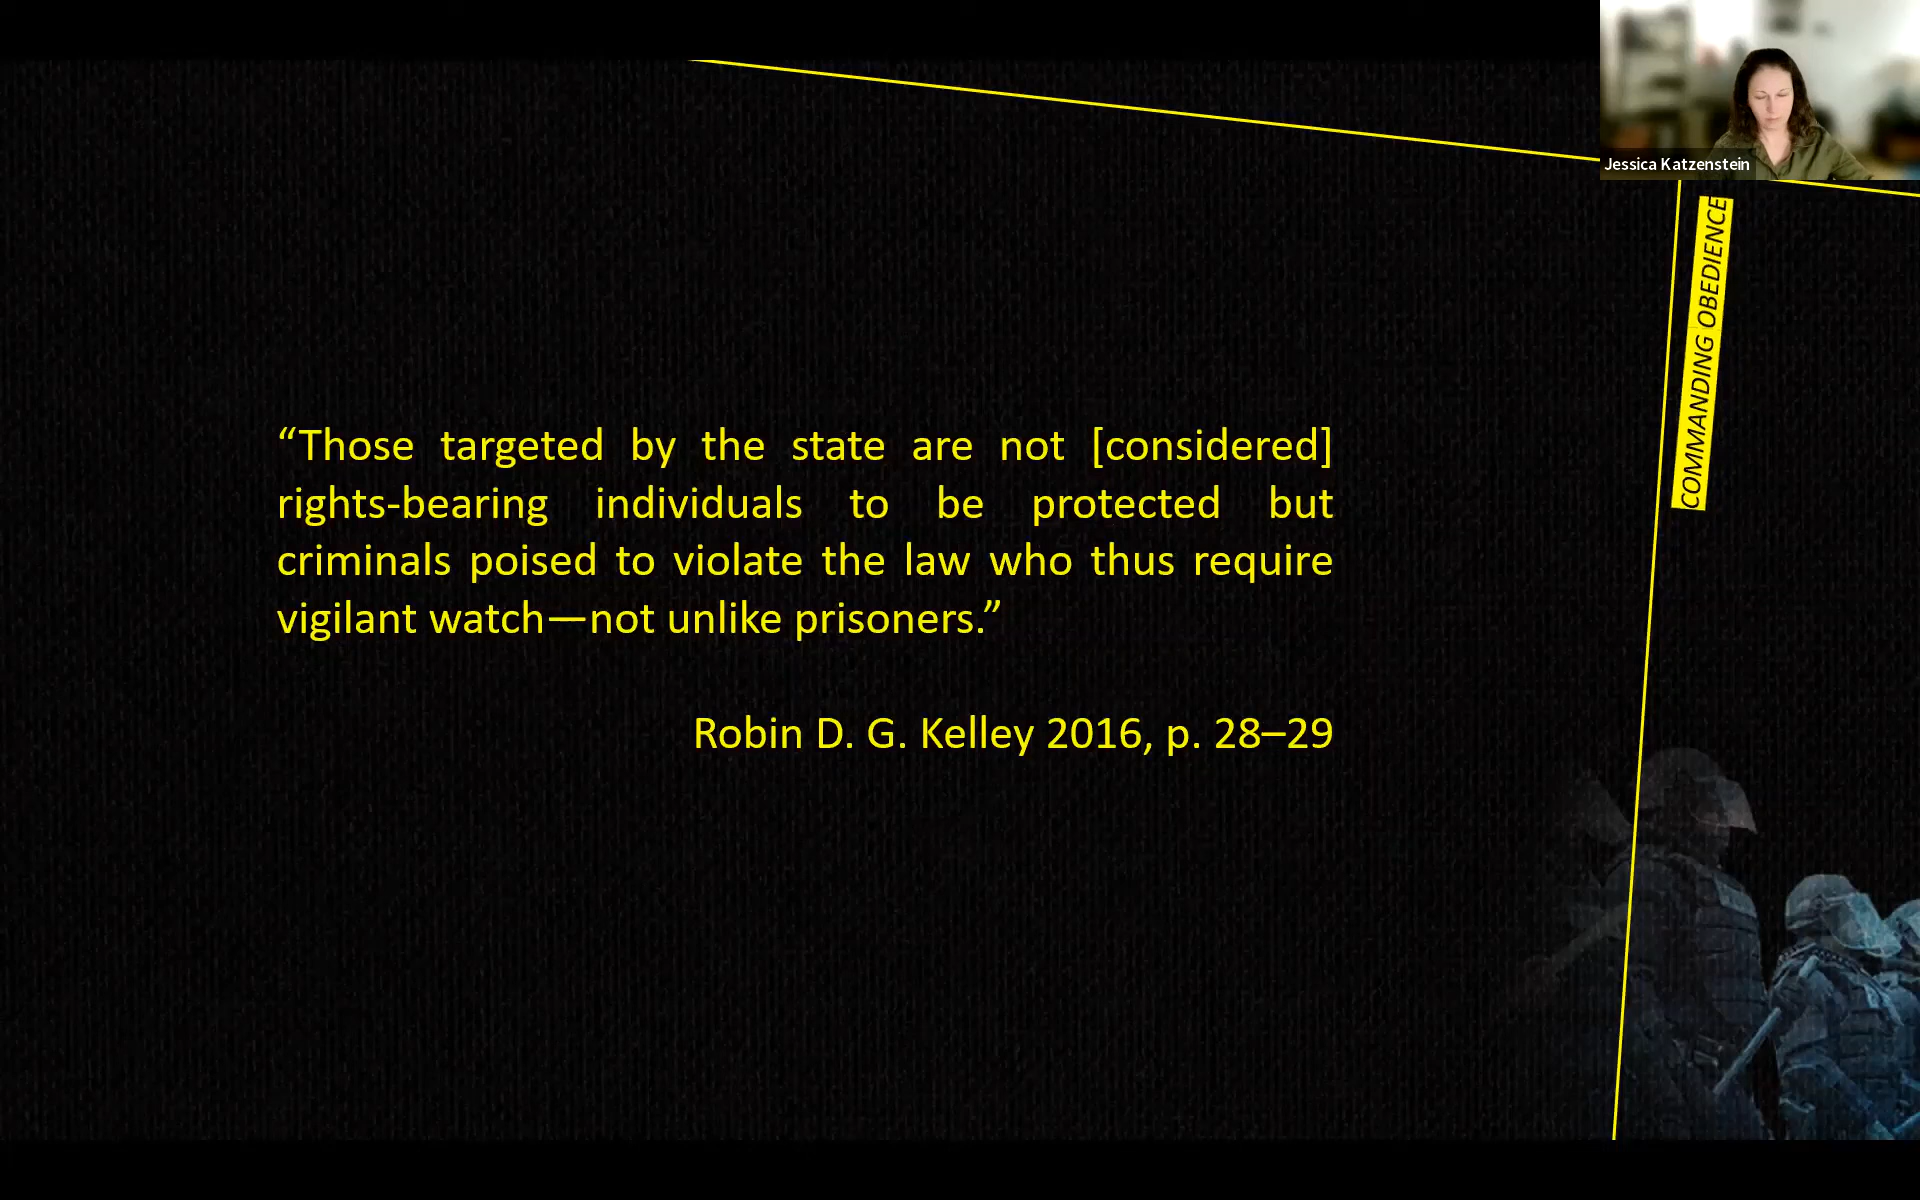 Jessica Katzenstein
COMMANDING OBEDIENCE
“Those targeted by the state are not [considered]
rights-bearing individuals to be protected but
criminals poised to violate the law who thus require
vigilant watch—not unlike prisoners.”
Robin D. G. Kelley 2016, p. 28–29